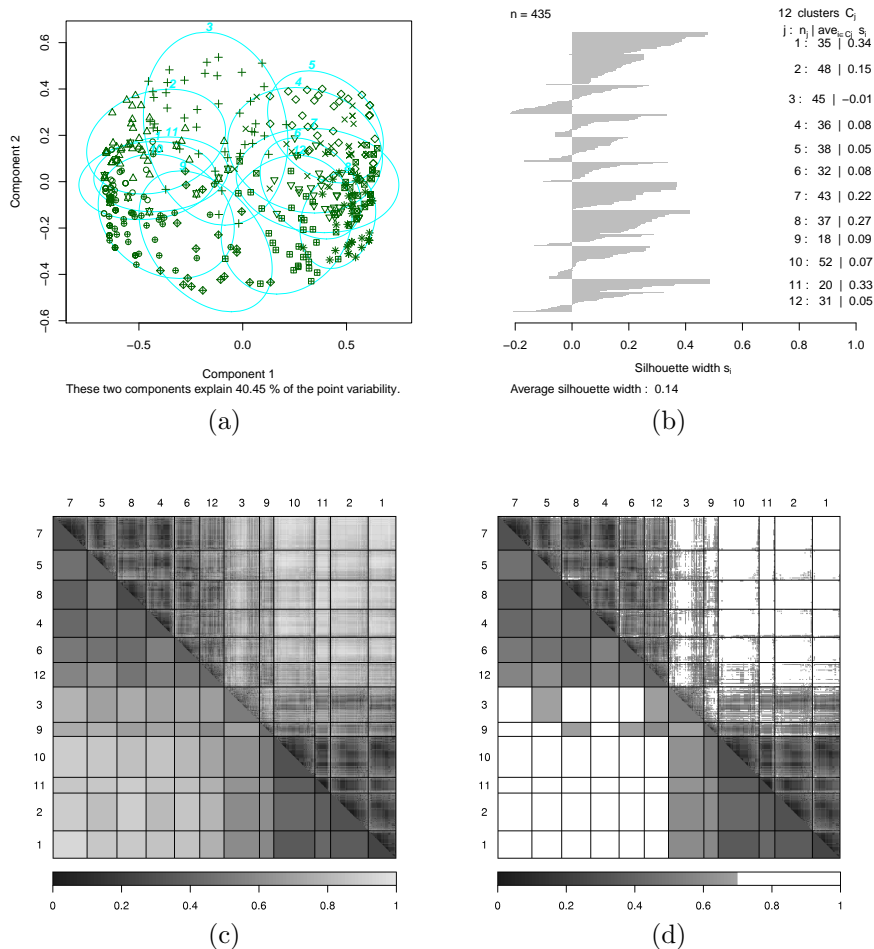 n = 435
12 clusters Cj
j : nj | avei∈Cj si
1 : 35 | 0.34
2 : 48 | 0.15
3 : 45 | −0.01
4 : 36 | 0.08
5 : 38 | 0.05
6 : 32 | 0.08
7 : 43 | 0.22
8 : 37 | 0.27
9 : 18 | 0.09
10 : 52 | 0.07
11 : 20 | 0.33
12 : 31 | 0.05
Component 2
0.6
0.4
0.2
0.0
−0.2
−0.4
−0.6
3
5
2
4
7
1 11
−0.5 0.0 0.5
Component 1
These two components explain 40.45 % of the point variability.
−0.2 0.0 0.2 0.4 0.6 0.8 1.0
Silhouette width si
Average silhouette width : 0.14
(a)
(b)
7 5 8 4 6 12 3 9 10 11 2 1
7
5
8
4
6
12
3
9
10
11
2
1
0 0.2 0.4 0.6 0.8 1
(c)
7 5 8 4 6 12 3 9 10 11 2 1
7
5
8
4
6
12
3
9
10
11
2
1
0 0.2 0.4 0.6 0.8 1
(d)